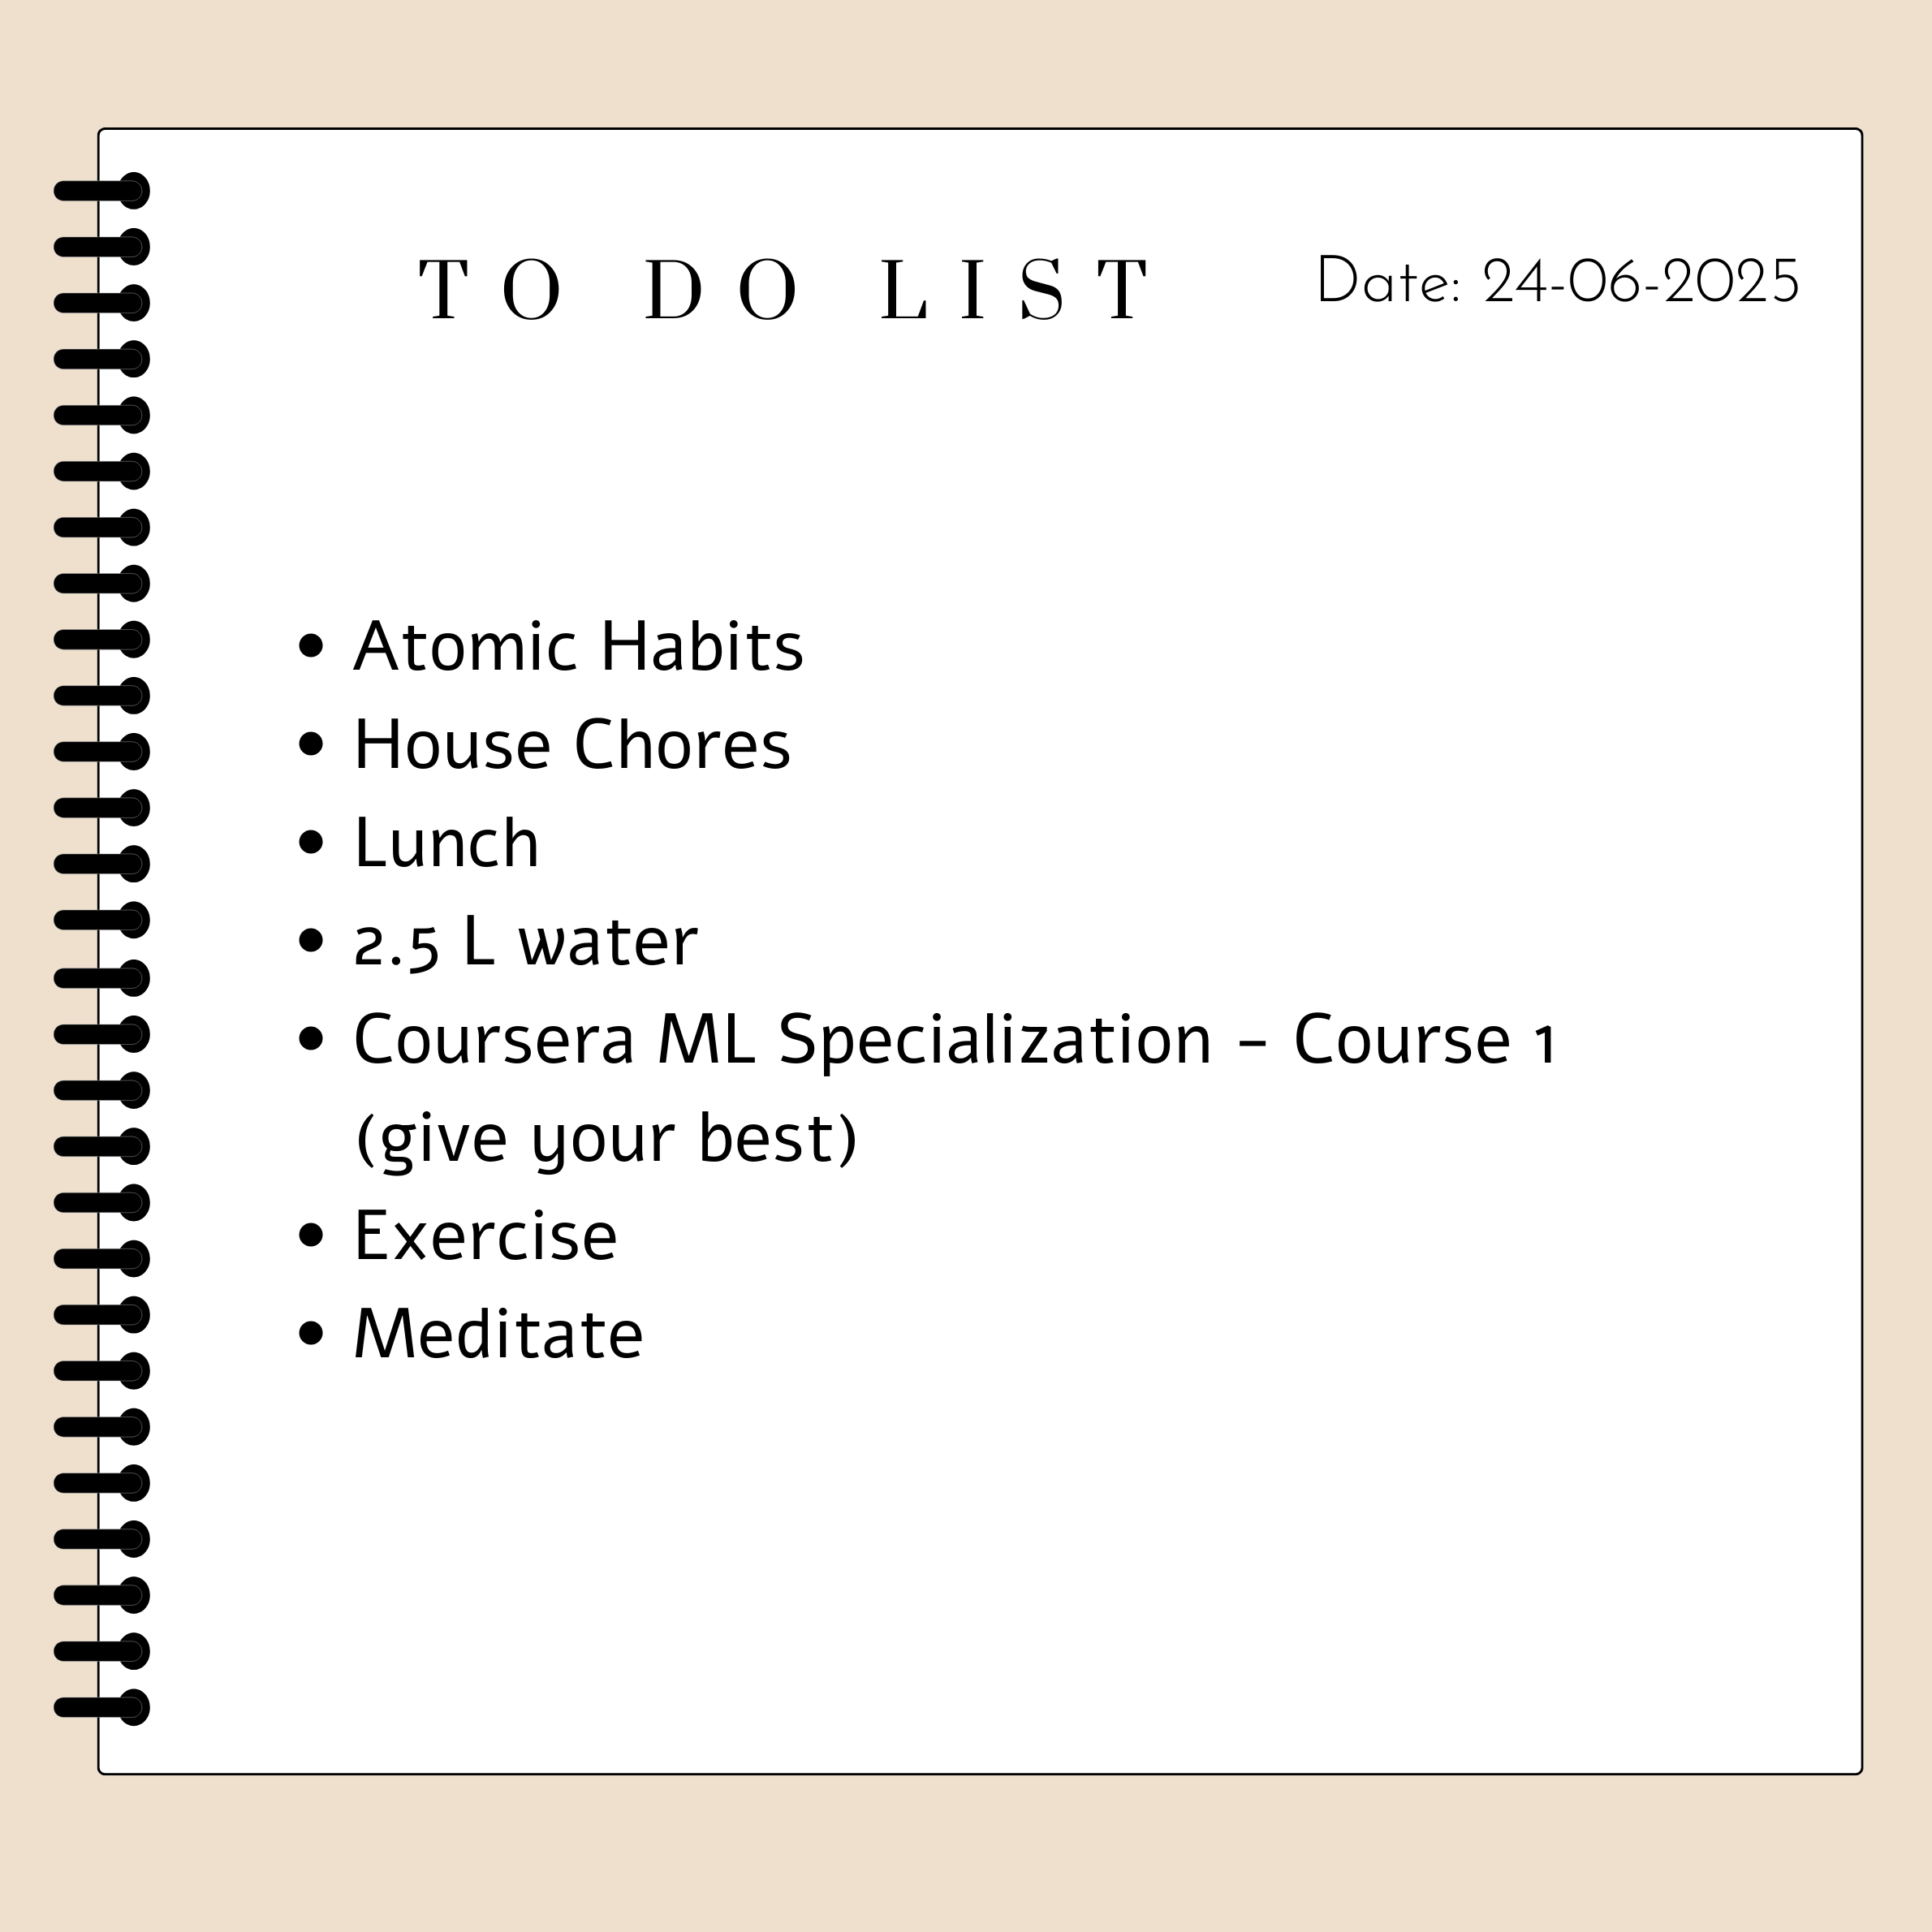 TO DO LIST
Date: 24-06-2025
• Atomic Habits
• House Chores
• Lunch
• 2.5 L water
• Coursera ML Specialization - Course 1
(give your best)
• Exercise
• Meditate